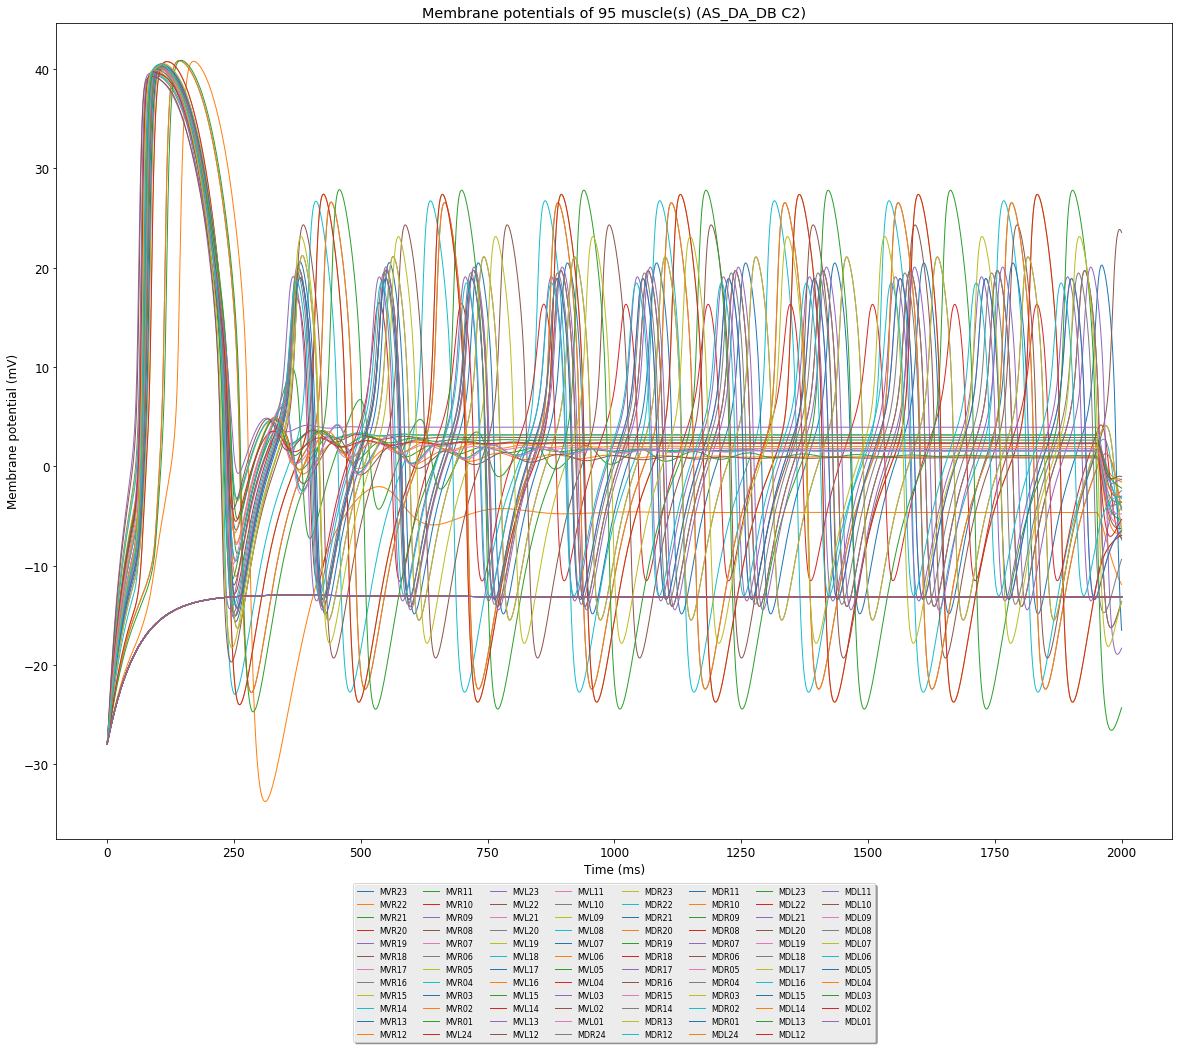 Membrane potentials of 95 muscle(s) (AS_DA_DB C2)
Membrane potential (mV)
40
30
20
10
0
−10
−20
−30
0 250 500 750 1000 1250 1500 1750 2000
Time (ms)
MVR23 MVR11 MVL23 MVL11 MDR23 MDR11 MDL23 MDL11
MVR22 MVR10 MVL22 MVL10 MDR22 MDR10 MDL22 MDL10
MVR21 MVR09 MVL21 MVL09 MDR21 MDR09 MDL21 MDL09
MVR20 MVR08 MVL20 MVL08 MDR20 MDR08 MDL20 MDL08
MVR19 MVR07 MVL19 MVL07 MDR19 MDR07 MDL19 MDL07
MVR18 MVR06 MVL18 MVL06 MDR18 MDR06 MDL18 MDL06
MVR17 MVR05 MVL17 MVL05 MDR17 MDR05 MDL17 MDL05
MVR16 MVR04 MVL16 MVL04 MDR16 MDR04 MDL16 MDL04
MVR15 MVR03 MVL15 MVL03 MDR15 MDR03 MDL15 MDL03
MVR14 MVR02 MVL14 MVL02 MDR14 MDR02 MDL14 MDL02
MVR13 MVR01 MVL13 MVL01 MDR13 MDR01 MDL13 MDL01
MVR12 MVL24 MVL12 MDR24 MDR12 MDL24 MDL12